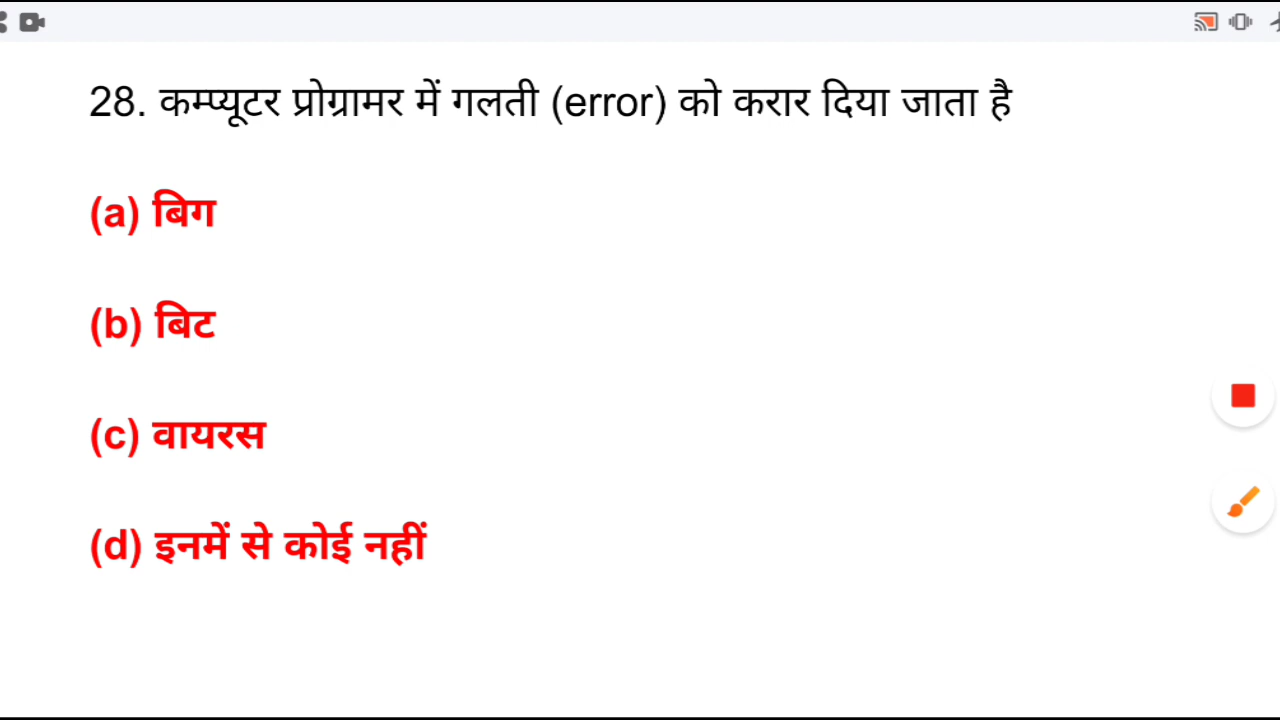 28. कम्प्यूटर प्रोग्रामर में गलती (error) को करार दिया जाता है
(a) बिग
(b) बिट
(c) वायरस
(d) इनमें से कोई नहीं